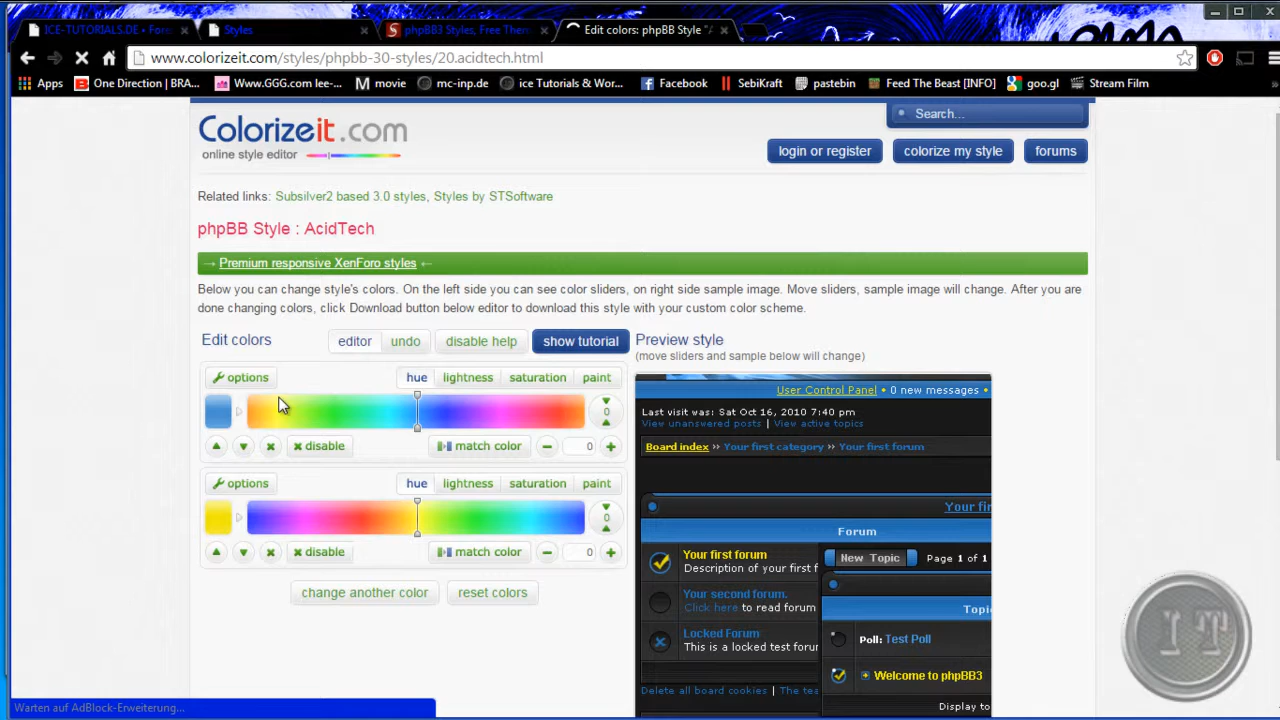 ICE-TUTORIALS.DE • Foru
Styles
phpBB3 Styles, Free Them
Edit colors: phpBB Style "A
www.colorizeit.com/styles/phpbb-30-styles/20.acidtech.html
Apps
One Direction | BRA...
Www.GGG.com lee-...
movie
mc-inp.de
ice Tutorials & Wor...
Facebook
SebiKraft
pastebin
Feed The Beast [INFO]
goo.gl
Stream Film
Colorizeit.com
online style editor
Search...
login or register
colorize my style
forums
Related links: Subsilver2 based 3.0 styles, Styles by STSoftware
phpBB Style : AcidTech
→ Premium responsive XenForo styles ←
Below you can change style's colors. On the left side you can see color sliders, on right side sample image. Move sliders, sample image will change. After you are
done changing colors, click Download button below editor to download this style with your custom color scheme.
Edit colors
editor
undo
disable help
show tutorial
Preview style
(move sliders and sample below will change)
options
hue
lightness
saturation
paint
0
disable
match color
0
options
hue
lightness
saturation
paint
0
disable
match color
0
change another color
reset colors
User Control Panel • 0 new messages •
Last visit was: Sat Oct 16, 2010 7:40 pm
View unanswered posts | View active topics
Board index » Your first category » Your first forum
Your fir
Forum
Your first forum
Description of your first f
New Topic
Page 1 of 1
Your second forum.
Click here to read forum
Topi
Locked Forum
This is a locked test foru
Poll: Test Poll
Welcome to phpBB3
Delete all board cookies | The tea
Display to
Warten auf AdBlock-Erweiterung...
IT